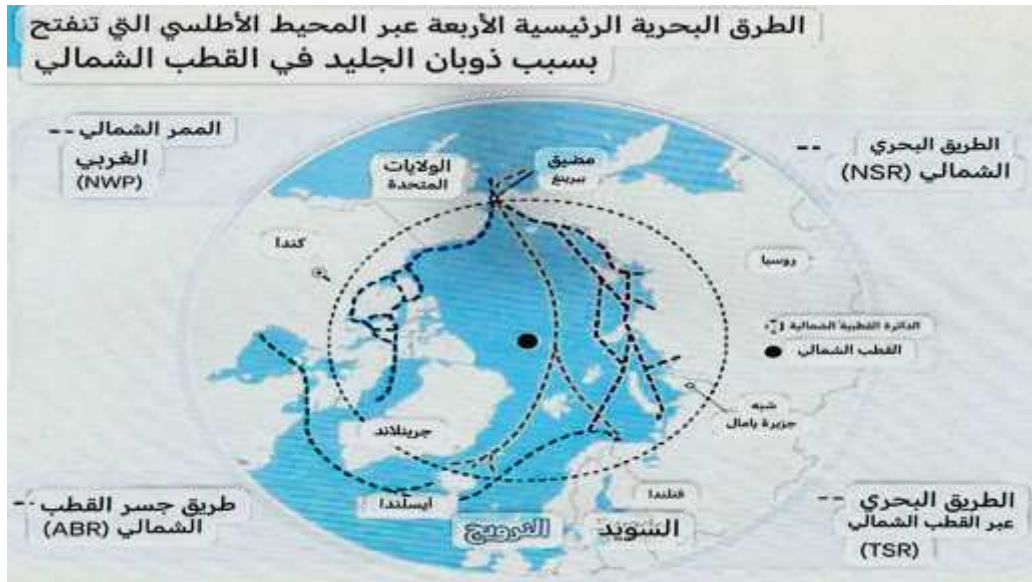 الطرق البحرية الرئيسية الأربعة عبر المحيط الأطلسي التي تنفتح
بسبب ذوبان الجليد في القطب الشمالي
الممر الشمالي
الغربي
(NWP)
الطريق البحري
الشمالي (NSR)
الولايات
المتحدة
مضيق
بيرينغ
كندا
روسيا
الدائرة القطبية الشمالية
القطب الشمالي
شبه
جزيرة يامال
جرينلاند
ايسلندا
فنلندا
النرويج
السويد
طريق جسر القطب
الشمالي (ABR)
الطريق البحري
عبر القطب الشمالي
(TSR)